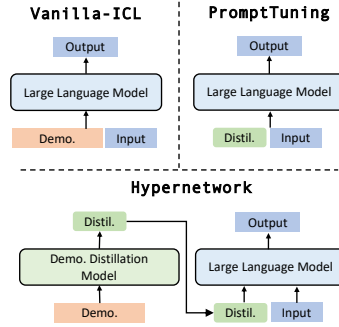 Vanilla-ICL
Output
Large Language Model
Demo. Input
PromptTuning
Output
Large Language Model
Distil. Input
Hypernetwork
Distil.
Demo. Distillation
Model
Demo.
Output
Large Language Model
Distil. Input